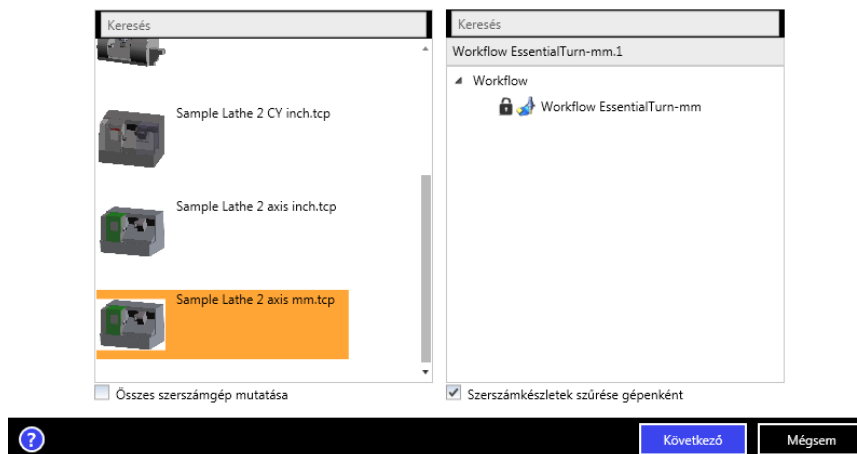 Keresés
Sample Lathe 2 CY inch.tcp
Sample Lathe 2 axis inch.tcp
Sample Lathe 2 axis mm.tcp
Összes szerszámgép mutatása
Keresés
Workflow EssentialTurn-mm.1
Workflow
Workflow EssentialTurn-mm
Szerszámkészletek szűrése gépenként
?
Következő
Mégsem